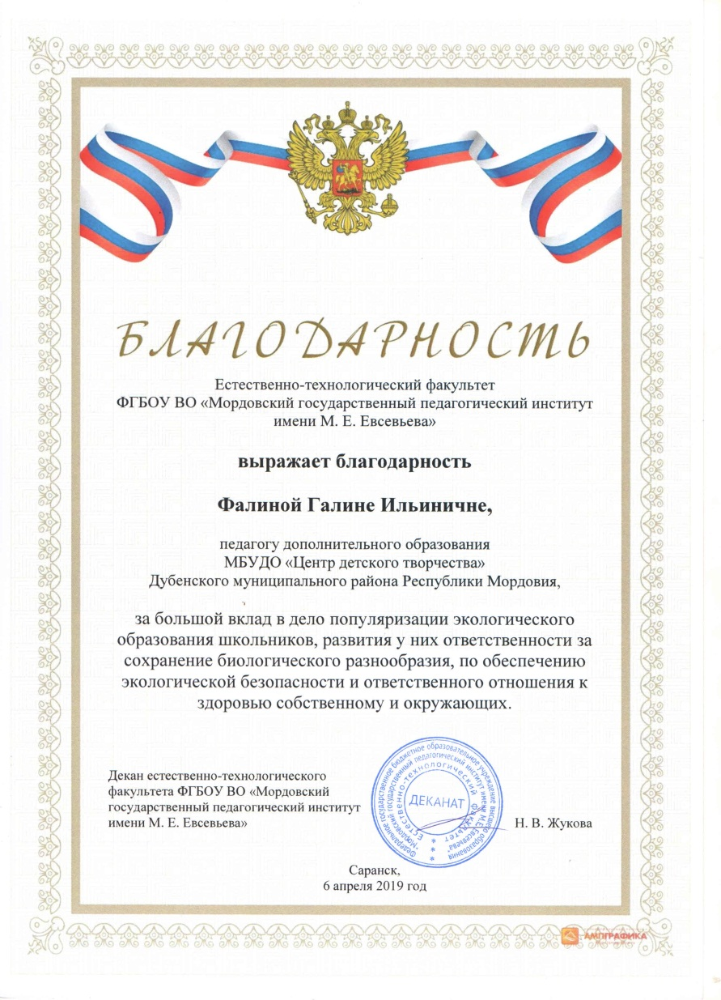 БЛАГОДАРНОСТЬ
Естественно-технологический факультет
ФГБОУ ВО «Мордовский государственный педагогический институт
имени М. Е. Евсевьева»
выражает благодарность
Фалиной Галине Ильиничне,
педагогу дополнительного образования
МБУДО «Центр детского творчества»
Дубенского муниципального района Республики Мордовия,
за большой вклад в дело популяризации экологического
образования школьников, развития у них ответственности за
сохранение биологического разнообразия, по обеспечению
экологической безопасности и ответственного отношения к
здоровью собственному и окружающих.
Декан естественно-технологического
факультета ФГБОУ ВО «Мордовский
государственный педагогический институт
имени М. Е. Евсевьева»
Федеральное государственное бюджетное образовательное учреждение высшего образования
"Мордовский государственный педагогический институт имени М.Е. Евсевьева"
Естественно-технологический факультет
ДЕКАНАТ
Н. В. Жукова
Саранск,
6 апреля 2019 год
АМПГРАФИКА